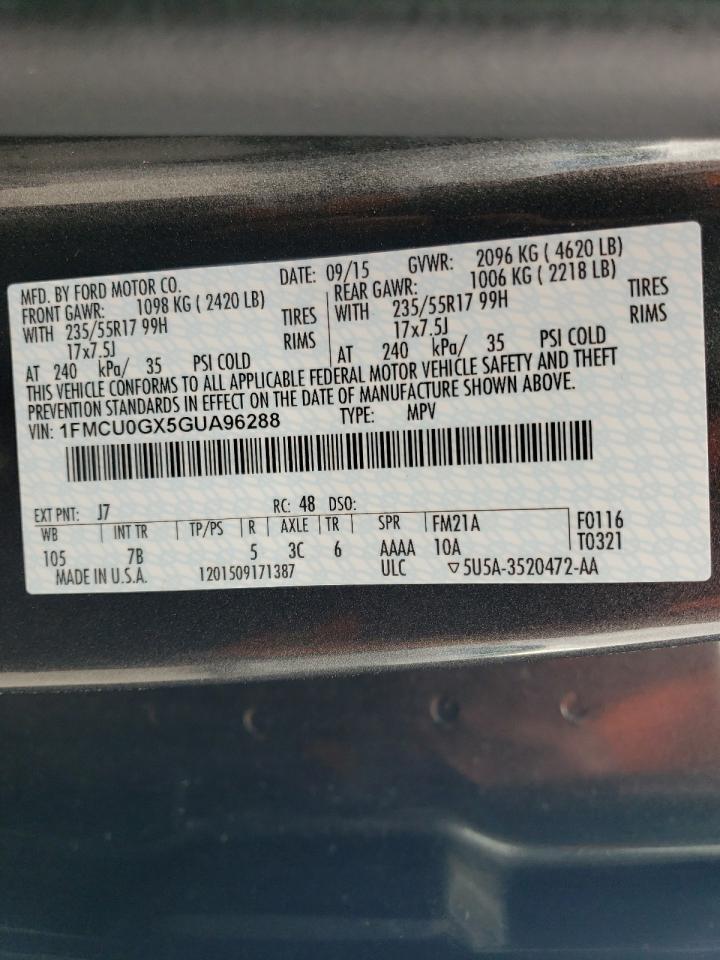 MFD. BY FORD MOTOR CO. DATE: 09/15 GVWR: 2096 KG ( 4620 LB)
FRONT GAWR: 1098 KG ( 2420 LB) REAR GAWR: 1006 KG ( 2218 LB)
WITH 235/55R17 99H TIRES WITH 235/55R17 99H TIRES
17x7.5J RIMS 17x7.5J RIMS
AT 240 kPa/ 35 PSI COLD AT 240 kPa/ 35 PSI COLD
THIS VEHICLE CONFORMS TO ALL APPLICABLE FEDERAL MOTOR VEHICLE SAFETY AND THEFT
PREVENTION STANDARDS IN EFFECT ON THE DATE OF MANUFACTURE SHOWN ABOVE.
VIN: 1FMCU0GX5GUA96288 TYPE: MPV
EXT PNT: J7 RC: 48 DSO:
WB INT TR TP/PS R AXLE TR SPR FM21A F0116
105 7B 5 3C 6 AAAA 10A T0321
MADE IN U.S.A. 1201509171387 ULC ▽5U5A-3520472-AA